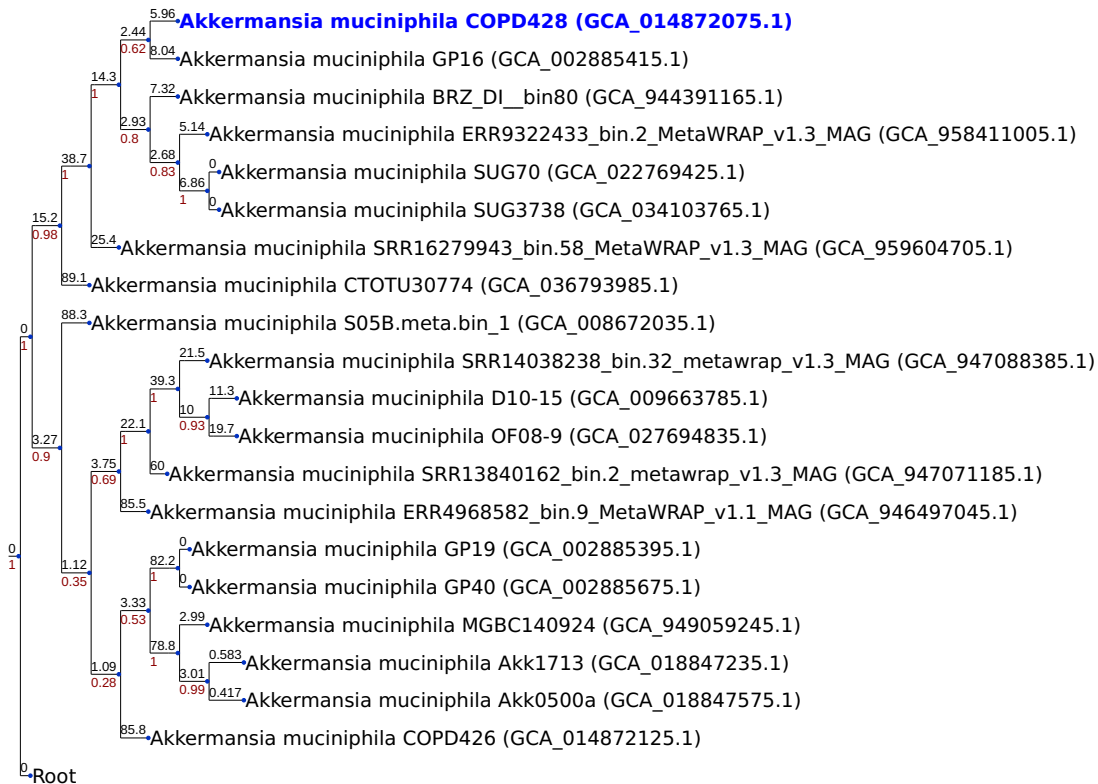 5.96 Akkermansia muciniphila COPD428 (GCA_014872075.1)
2.44
0.62
8.04 Akkermansia muciniphila GP16 (GCA_002885415.1)
14.3
1
7.32 Akkermansia muciniphila BRZ_DI__bin80 (GCA_944391165.1)
2.93
0.8
5.14 Akkermansia muciniphila ERR9322433_bin.2_MetaWRAP_v1.3_MAG (GCA_958411005.1)
2.68
0.83
38.7
1
0 Akkermansia muciniphila SUG70 (GCA_022769425.1)
6.86
1
0 Akkermansia muciniphila SUG3738 (GCA_034103765.1)
15.2
0.98
25.4 Akkermansia muciniphila SRR16279943_bin.58_MetaWRAP_v1.3_MAG (GCA_959604705.1)
89.1 Akkermansia muciniphila CTOTU30774 (GCA_036793985.1)
88.3 Akkermansia muciniphila S05B.meta.bin_1 (GCA_008672035.1)
0
1
21.5 Akkermansia muciniphila SRR14038238_bin.32_metawrap_v1.3_MAG (GCA_947088385.1)
39.3
1
11.3 Akkermansia muciniphila D10-15 (GCA_009663785.1)
10
0.93
19.7 Akkermansia muciniphila OF08-9 (GCA_027694835.1)
22.1
1
3.27
0.9
60 Akkermansia muciniphila SRR13840162_bin.2_metawrap_v1.3_MAG (GCA_947071185.1)
3.75
0.69
85.5 Akkermansia muciniphila ERR4968582_bin.9_MetaWRAP_v1.1_MAG (GCA_946497045.1)
0 Akkermansia muciniphila GP19 (GCA_002885395.1)
0
1
82.2
1
1.12
0.35
0 Akkermansia muciniphila GP40 (GCA_002885675.1)
3.33
0.53
2.99 Akkermansia muciniphila MGBC140924 (GCA_949059245.1)
78.8
1
0.583 Akkermansia muciniphila Akk1713 (GCA_018847235.1)
1.09
0.28
3.01
0.99
0.417 Akkermansia muciniphila Akk0500a (GCA_018847575.1)
85.8 Akkermansia muciniphila COPD426 (GCA_014872125.1)
0 Root